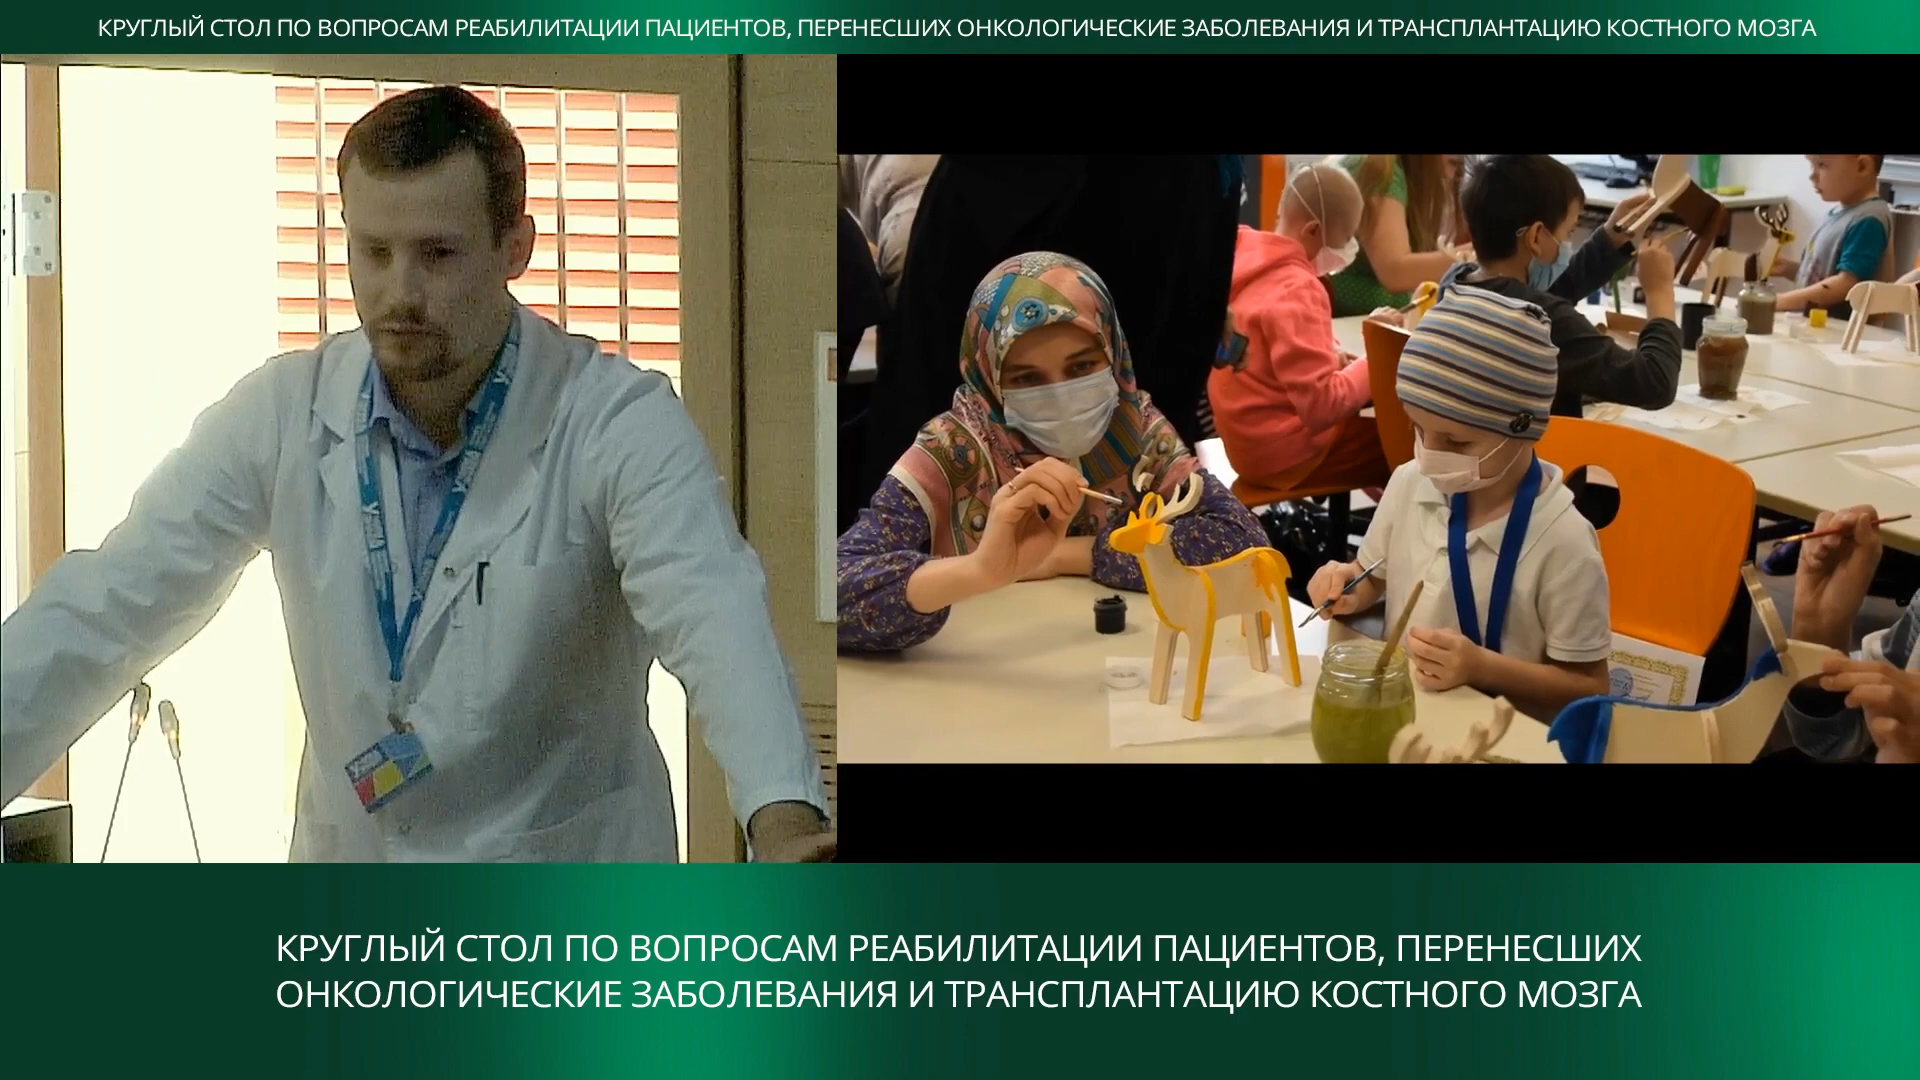 КРУГЛЫЙ СТОЛ ПО ВОПРОСАМ РЕАБИЛИТАЦИИ ПАЦИЕНТОВ, ПЕРЕНЕСШИХ ОНКОЛОГИЧЕСКИЕ ЗАБОЛЕВАНИЯ И ТРАНСПЛАНТАЦИЮ КОСТНОГО МОЗГА
КРУГЛЫЙ СТОЛ ПО ВОПРОСАМ РЕАБИЛИТАЦИИ ПАЦИЕНТОВ, ПЕРЕНЕСШИХ
ОНКОЛОГИЧЕСКИЕ ЗАБОЛЕВАНИЯ И ТРАНСПЛАНТАЦИЮ КОСТНОГО МОЗГА